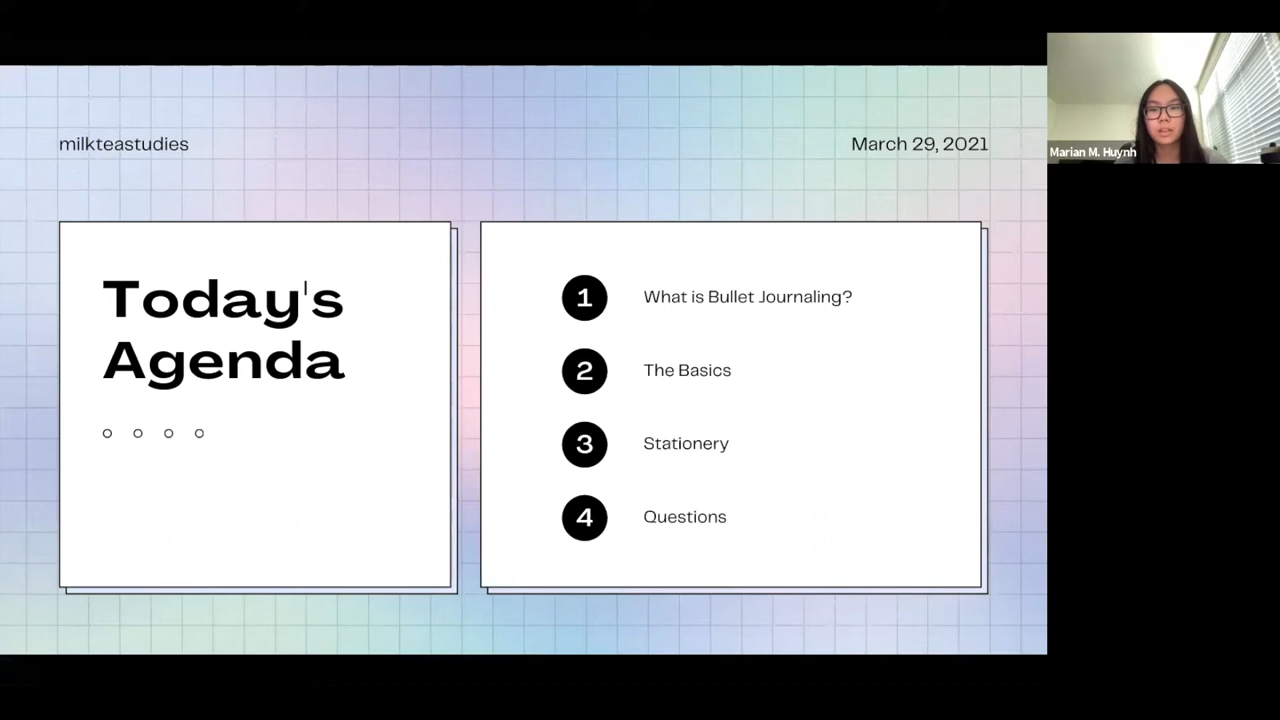 milkteastudies
March 29, 2021
Today's
Agenda
1 What is Bullet Journaling?
2 The Basics
3 Stationery
4 Questions
Marian M. Huynh